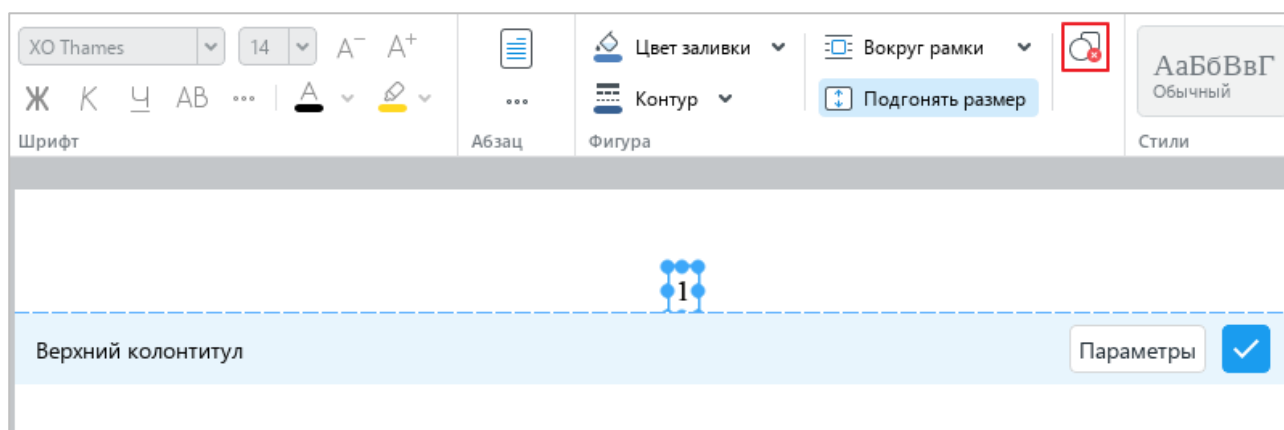 XO Thames 14 A⁻ A⁺ Цвет заливки Вокруг рамки АаБбВвГ
Обычный
Ж К Ч АВ ... А ... Контур Подгонять размер
Шрифт Абзац Фигура Стили
1
Верхний колонтитул Параметры